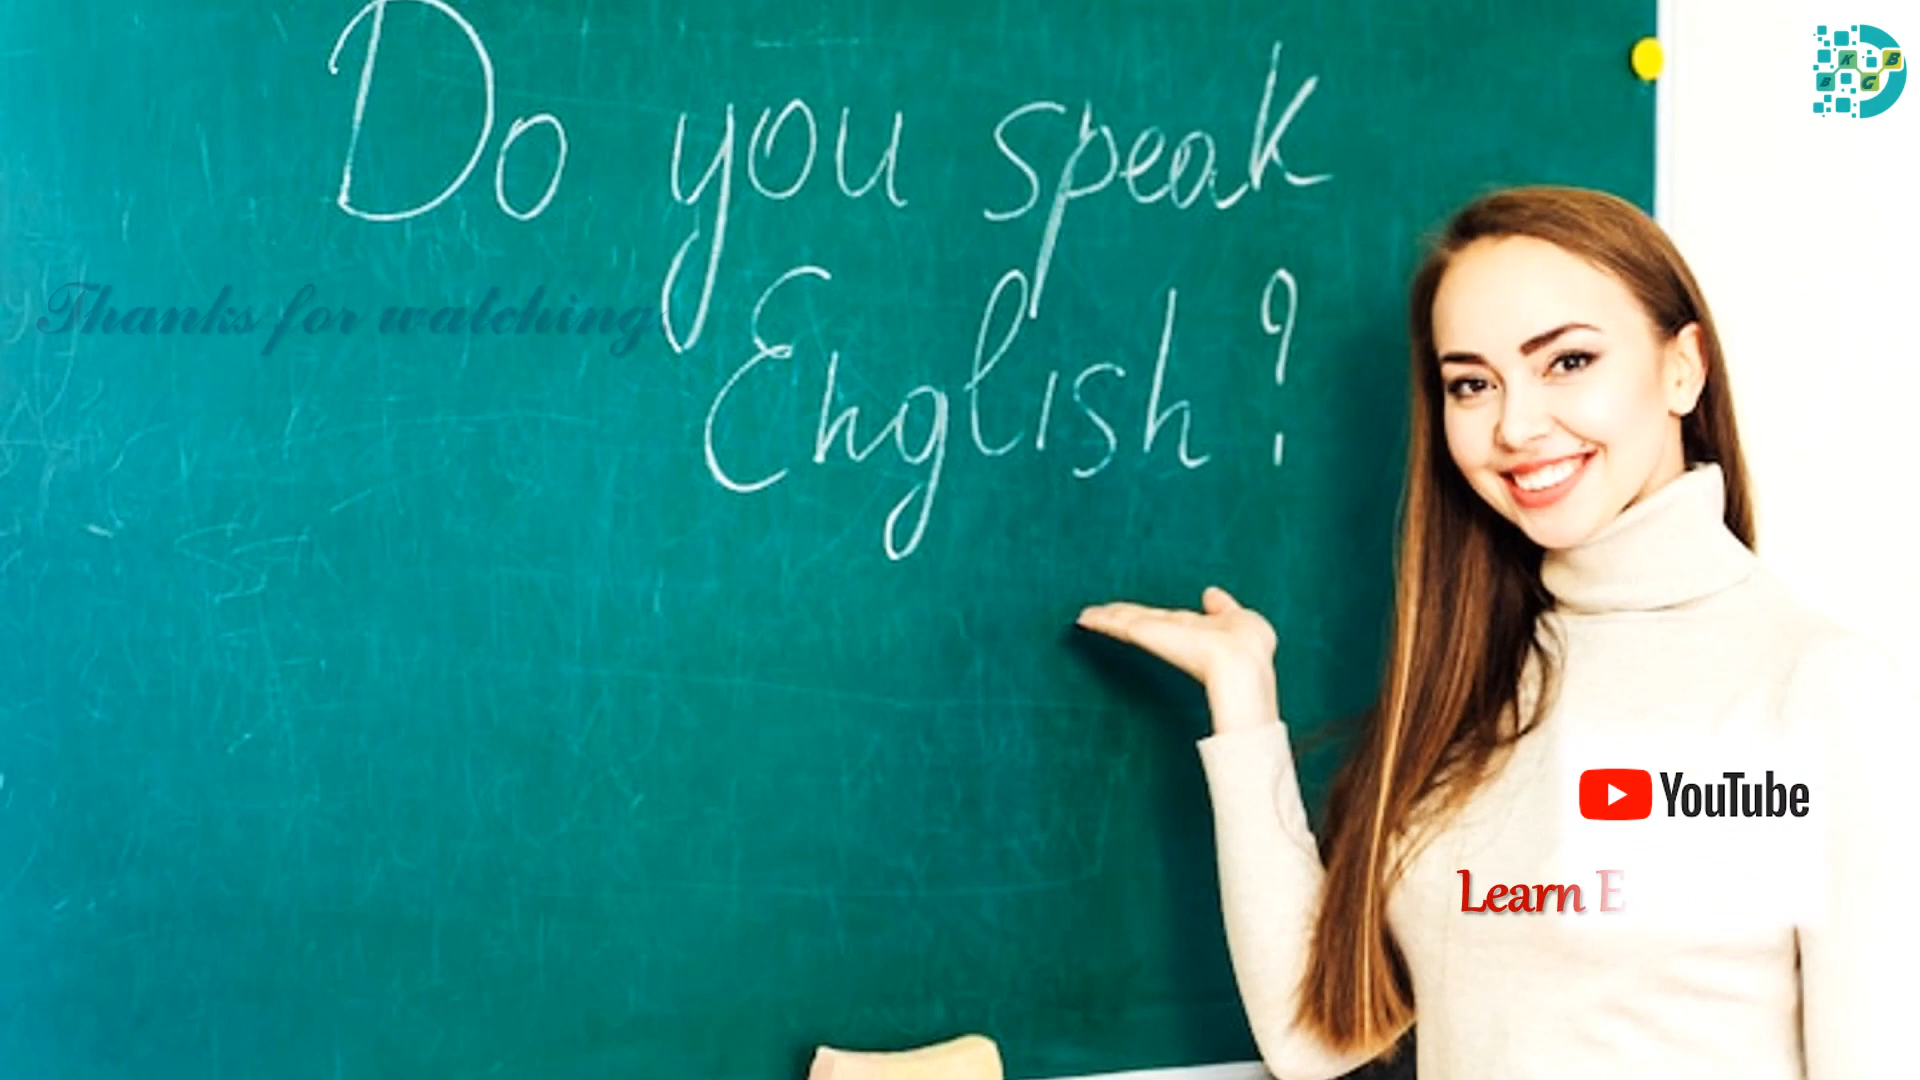 Do you speak
English?
Thanks for watching
K B
B G
YouTube
Learn E